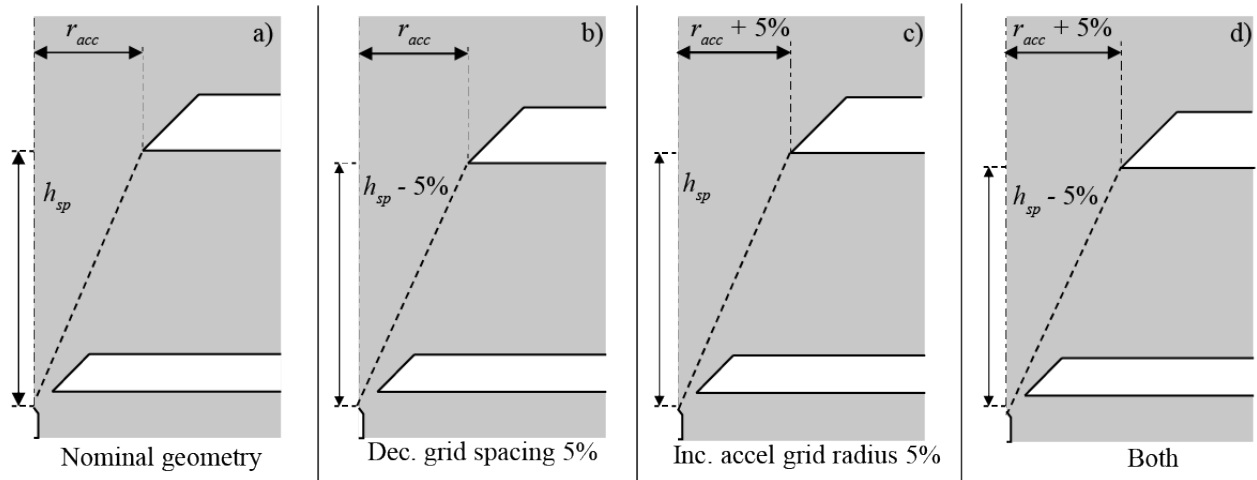 a)
r_acc
h_sp
Nominal geometry
b)
r_acc
h_sp - 5%
Dec. grid spacing 5%
c)
r_acc + 5%
h_sp
Inc. accel grid radius 5%
d)
r_acc + 5%
h_sp - 5%
Both